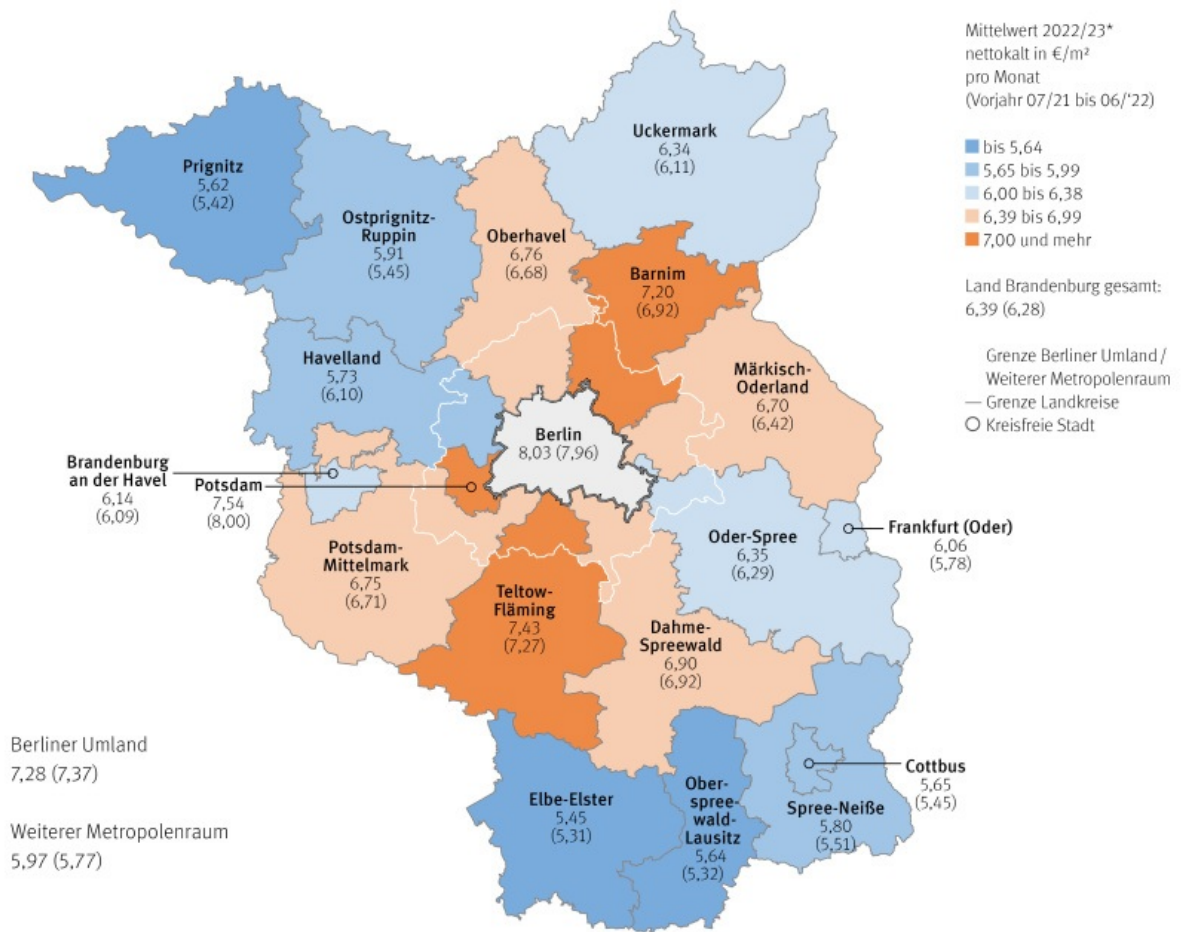 Mittelwert 2022/23*
nettokalt in €/m²
pro Monat
(Vorjahr 07/21 bis 06/'22)
bis 5,64
5,65 bis 5,99
6,00 bis 6,38
6,39 bis 6,99
7,00 und mehr
Land Brandenburg gesamt:
6,39 (6,28)
Grenze Berliner Umland /
Weiterer Metropolenraum
Grenze Landkreise
Kreisfreie Stadt
Uckermark
6,34
(6,11)
Prignitz
5,62
(5,42)
Ostprignitz-
Ruppin
5,91
(5,45)
Oberhavel
6,76
(6,68)
Barnim
7,20
(6,92)
Havelland
5,73
(6,10)
Märkisch-
Oderland
6,70
(6,42)
Berlin
8,03 (7,96)
Brandenburg
an der Havel
6,14
(6,09)
Potsdam
7,54
(8,00)
Frankfurt (Oder)
6,06
(5,78)
Oder-Spree
6,35
(6,29)
Potsdam-
Mittelmark
6,75
(6,71)
Teltow-
Fläming
7,43
(7,27)
Dahme-
Spreewald
6,90
(6,92)
Berliner Umland
7,28 (7,37)
Weiterer Metropolenraum
5,97 (5,77)
Cottbus
5,65
(5,45)
Elbe-Elster
5,45
(5,31)
Ober-
spree-
wald-
Lausitz
5,64
(5,32)
Spree-Neiße
5,80
(5,51)